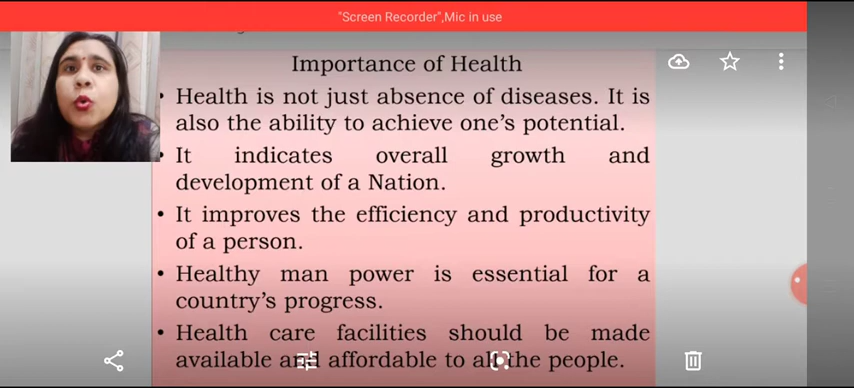 "Screen Recorder",Mic in use
Importance of Health
• Health is not just absence of diseases. It is
also the ability to achieve one's potential.
• It indicates overall growth and
development of a Nation.
• It improves the efficiency and productivity
of a person.
• Healthy man power is essential for a
country's progress.
• Health care facilities should be made
available and affordable to all the people.